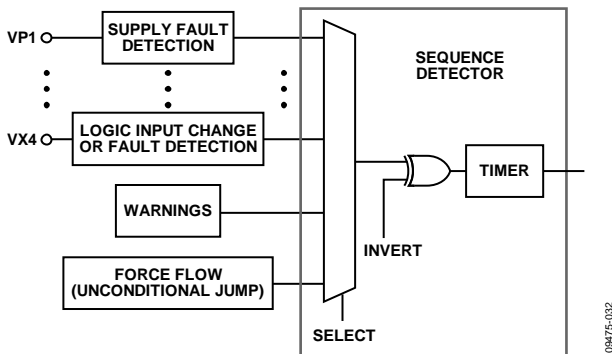 VP1
SUPPLY FAULT
DETECTION
SEQUENCE
DETECTOR
VX4
LOGIC INPUT CHANGE
OR FAULT DETECTION
TIMER
WARNINGS
INVERT
FORCE FLOW
(UNCONDITIONAL JUMP)
SELECT
09475-032